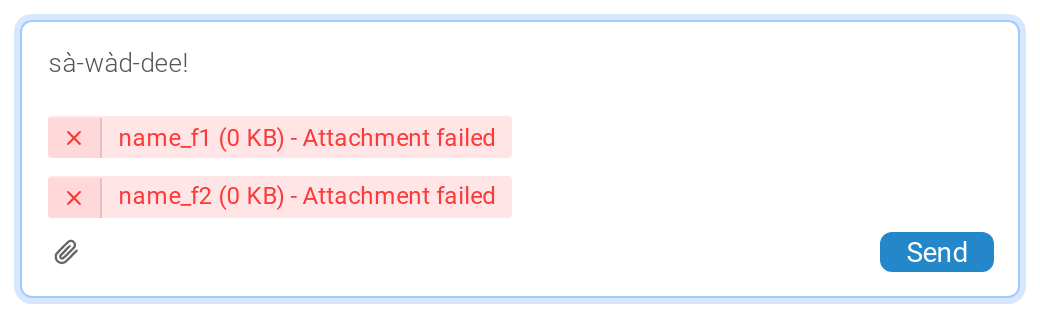 sà-wàd-dee!
name_f1 (0 KB) - Attachment failed
name_f2 (0 KB) - Attachment failed
Send